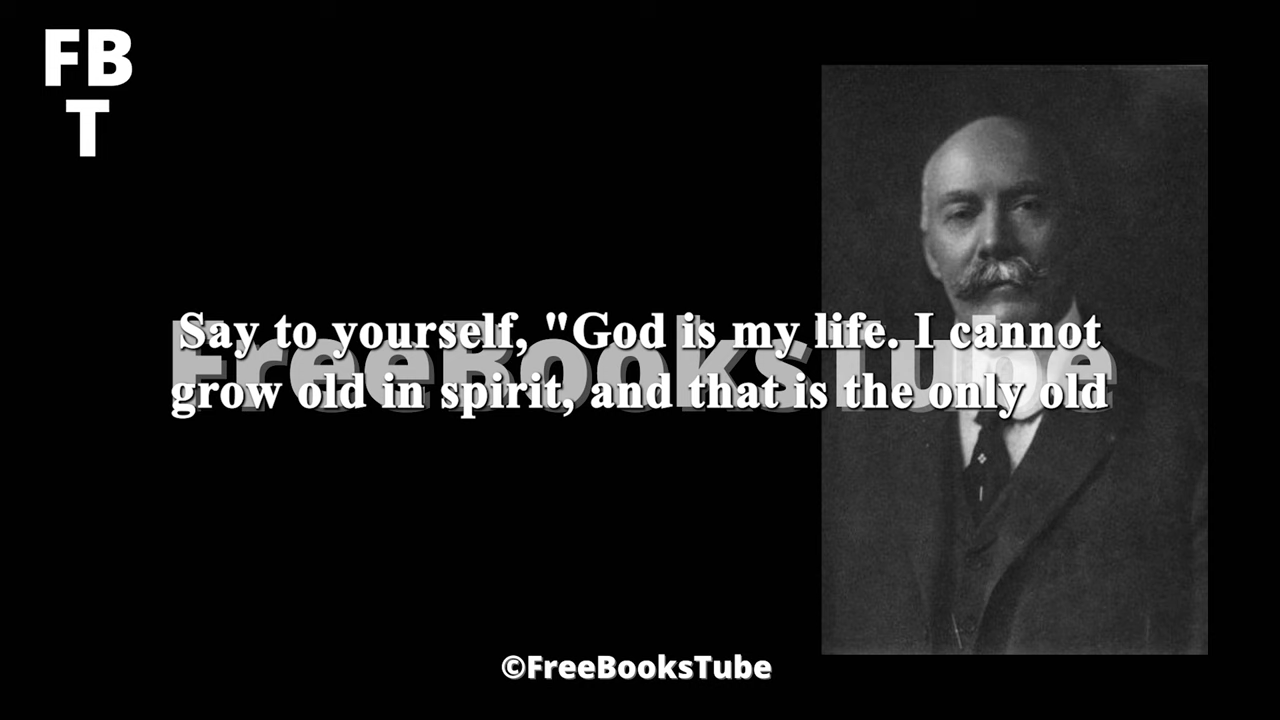 FB
T
Say to yourself, "God is my life. I cannot
grow old in spirit, and that is the only old
FreeBooksTube
©FreeBooksTube